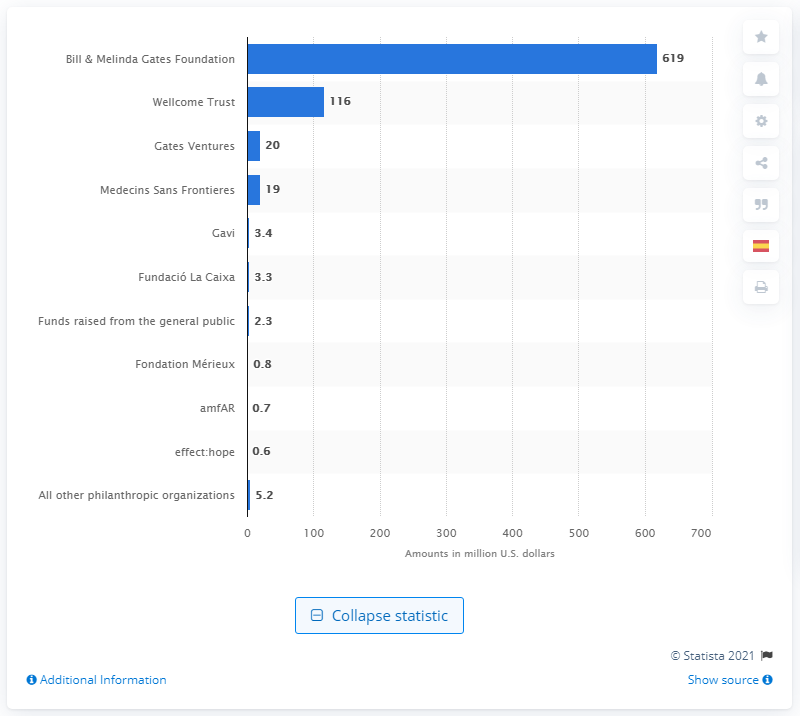 Bill & Melinda Gates Foundation 619
Wellcome Trust 116
Gates Ventures 20
Medecins Sans Frontieres 19
Gavi 3.4
Fundació La Caixa 3.3
Funds raised from the general public 2.3
Fondation Mérieux 0.8
amfAR 0.7
effect:hope 0.6
All other philanthropic organizations 5.2
0 100 200 300 400 500 600 700
Amounts in million U.S. dollars
Collapse statistic
© Statista 2021
Additional Information
Show source